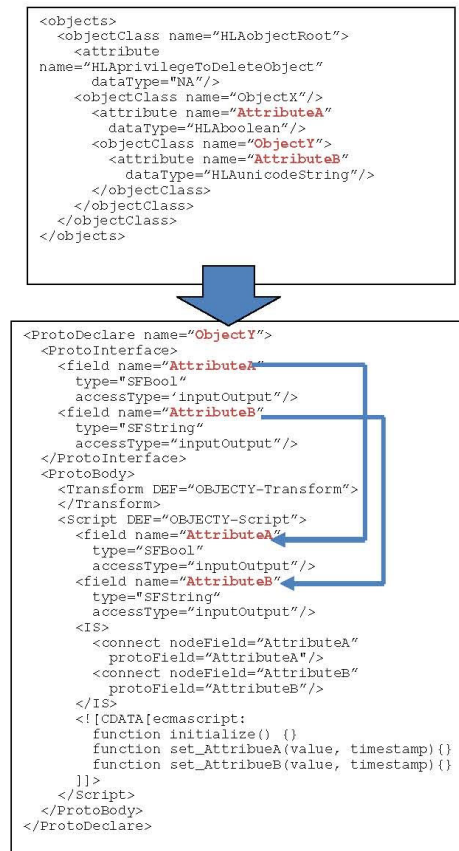 <objects>
<objectClass name=“HLAobjectRoot”>
<attribute
name=“HLAprivilegeToDeleteObject”
dataType="NA”/>
<objectClass name=“ObjectX”/>
<attribute name=“AttributeA”
dataType=“HLAboolean”/>
<objectClass name=“ObjectY”>
<attribute name=“AttributeB”
dataType=“HLAunicodeString”/>
</objectClass>
</objectClass>
</objectClass>
</objects>
<ProtoDeclare name=“ObjectY”>
<ProtoInterface>
<field name=“AttributeA”
type="SFBool“
accessType=‘inputOutput”/>
<field name=“AttributeB”
type="SFString“
accessType=“inputOutput”/>
</ProtoInterface>
<ProtoBody>
<Transform DEF=“OBJECTY-Transform”>
</Transform>
<Script DEF=“OBJECTY-Script”>
<field name=“AttributeA”
type=“SFBool”
accessType=“inputOutput”/>
<field name=“AttributeB”
type="SFString“
accessType=“inputOutput”/>
<IS>
<connect nodeField=“AttributeA”
protoField=“AttributeA"/>
<connect nodeField=“AttributeB”
protoField=“AttributeB”/>
</IS>
<![CDATA[ecmascript:
function initialize() {}
function set_AttribueA(value, timestamp){}
function set_AttribueB(value, timestamp){}
]]>
</Script>
</ProtoBody>
</ProtoDeclare>